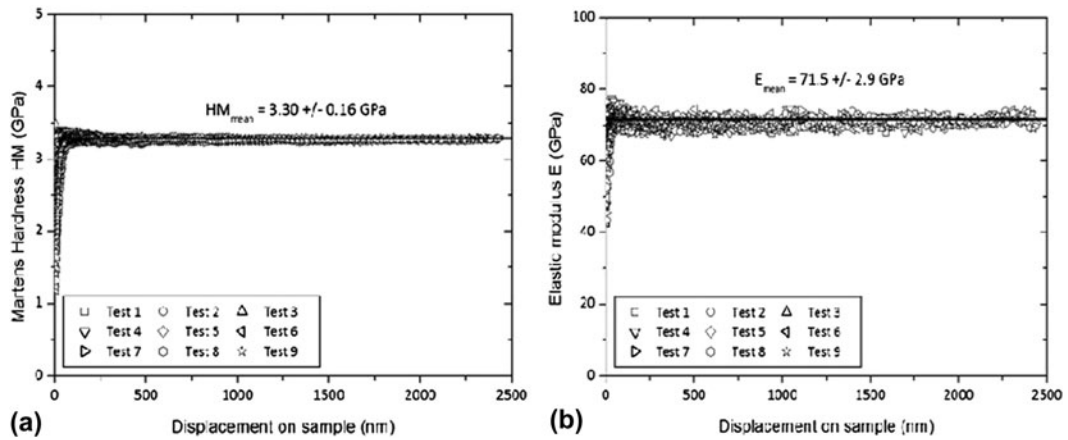 5
4
3
2
1
0
Martens Hardness HM (GPa)
HMmean = 3.30 +/- 0.16 GPa
Test 1 Test 2 Test 3
Test 4 Test 5 Test 6
Test 7 Test 8 Test 9
0 500 1000 1500 2000 2500
Displacement on sample (nm)
(a)
100
80
60
40
20
0
Elastic modulus E (GPa)
Emean = 71.5 +/- 2.9 GPa
Test 1 Test 2 Test 3
Test 4 Test 5 Test 6
Test 7 Test 8 Test 9
0 500 1000 1500 2000 2500
Displacement on sample (nm)
(b)